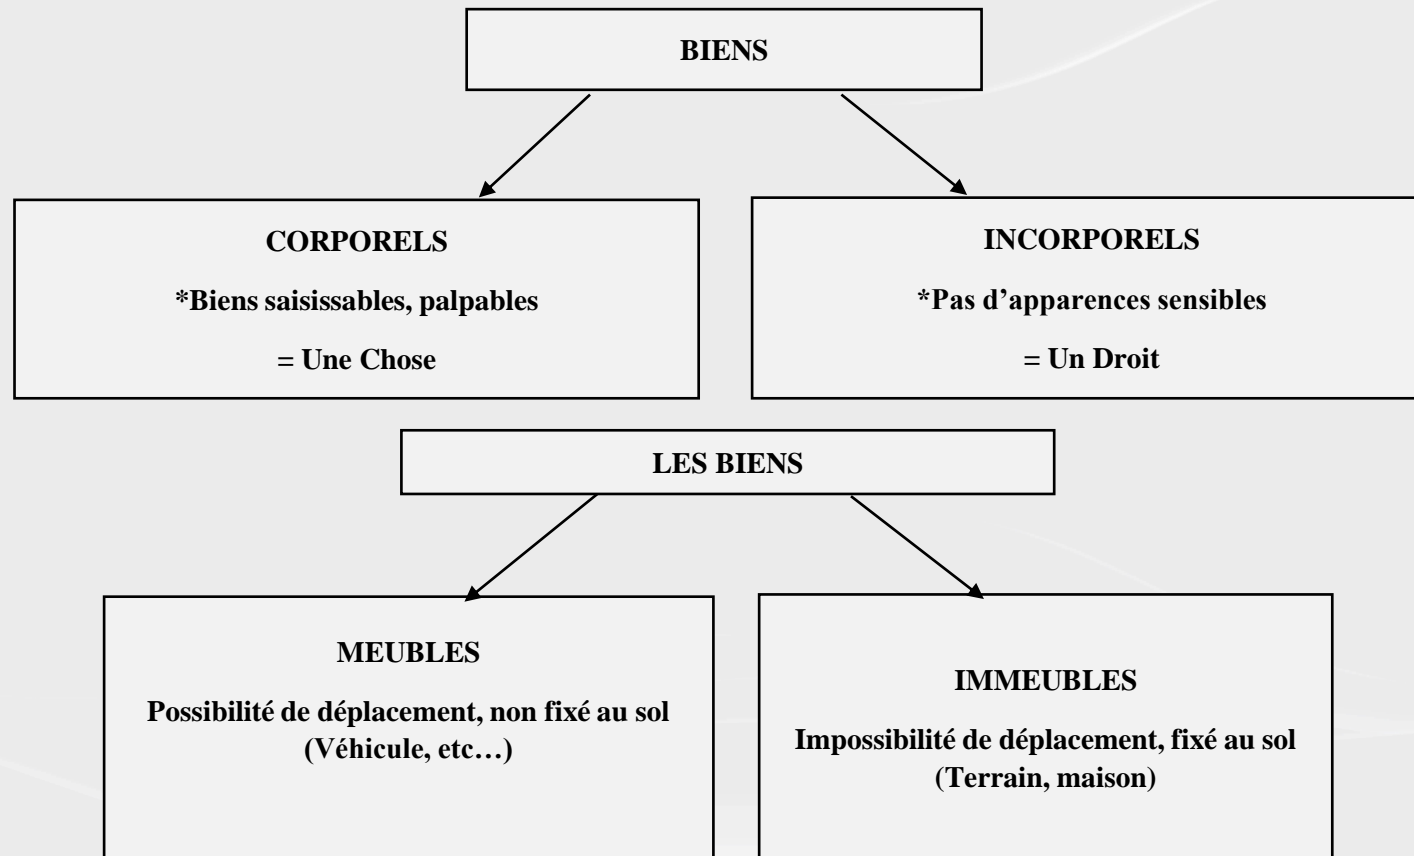 BIENS
CORPORELS
*Biens saisissables, palpables
= Une Chose
INCORPORELS
*Pas d’apparences sensibles
= Un Droit
LES BIENS
MEUBLES
Possibilité de déplacement, non fixé au sol
(Véhicule, etc…)
IMMEUBLES
Impossibilité de déplacement, fixé au sol
(Terrain, maison)